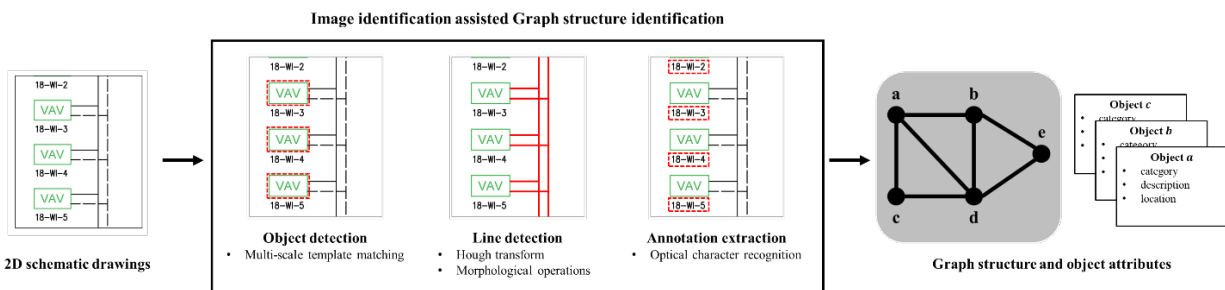 Image identification assisted Graph structure identification
18-WI-2
VAV
18-WI-3
VAV
18-WI-4
VAV
18-WI-5
2D schematic drawings
18-WI-2
VAV
18-WI-3
VAV
18-WI-4
VAV
18-WI-5
Object detection
• Multi-scale template matching
18-WI-2
VAV
18-WI-3
VAV
18-WI-4
VAV
18-WI-5
Line detection
• Hough transform
• Morphological operations
18-WI-2
VAV
18-WI-3
VAV
18-WI-4
VAV
18-WI-5
Annotation extraction
• Optical character recognition
a
b
e
c
d
Object c
• category
Object b
• category
Object a
• category
• description
• location
Graph structure and object attributes